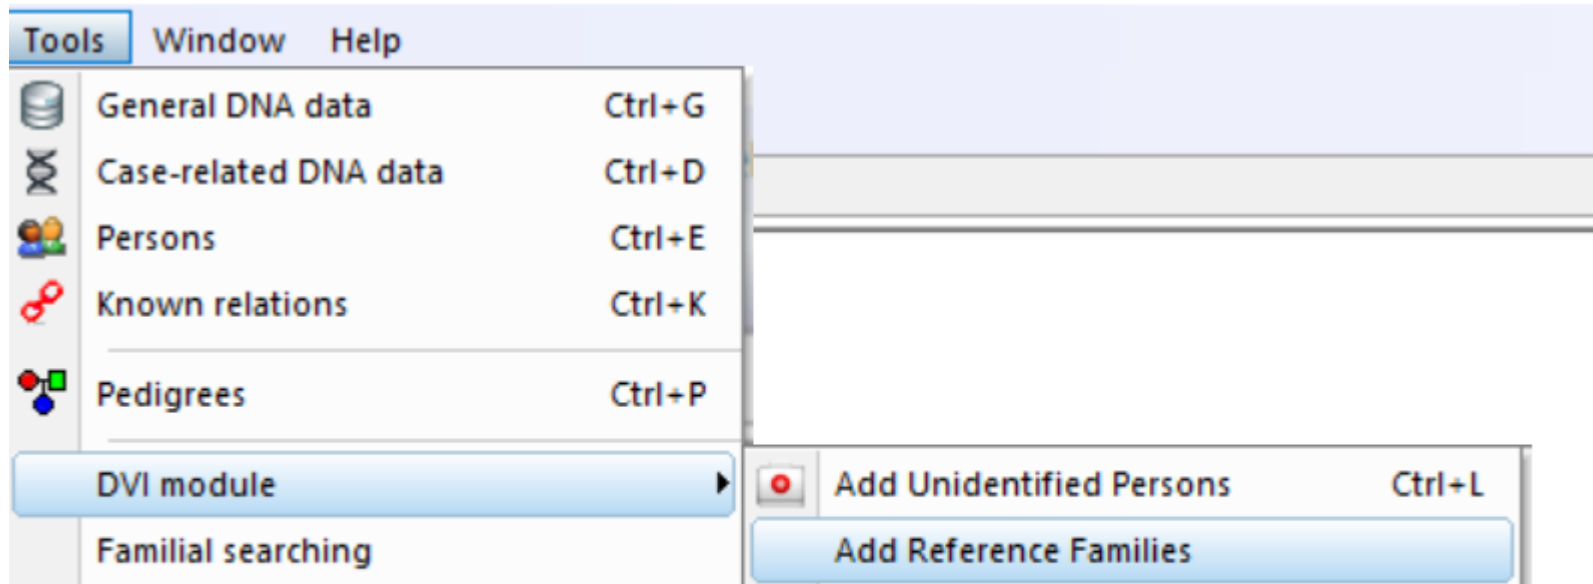 Tools Window Help
General DNA data Ctrl+G
Case-related DNA data Ctrl+D
Persons Ctrl+E
Known relations Ctrl+K
Pedigrees Ctrl+P
DVI module
Add Unidentified Persons Ctrl+L
Familial searching
Add Reference Families